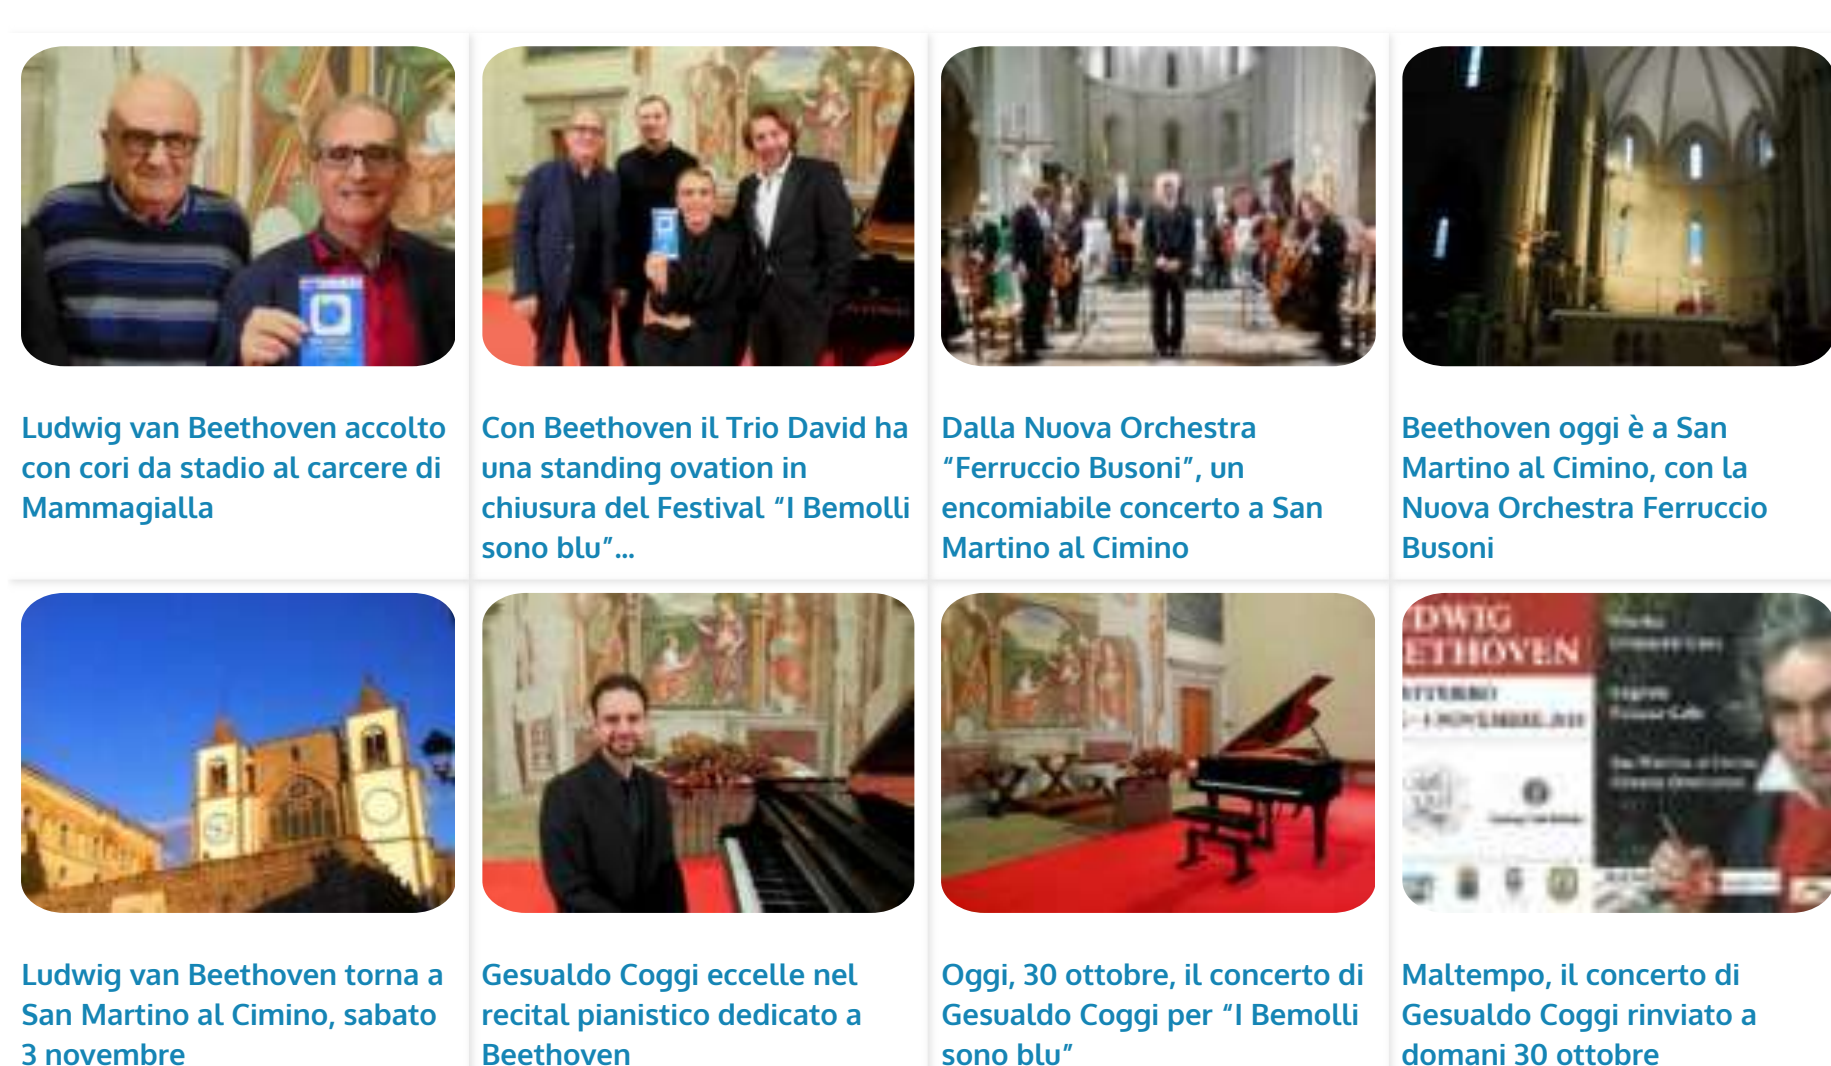 Ludwig van Beethoven accolto
con cori da stadio al carcere di
Mammagialla
Con Beethoven il Trio David ha
una standing ovation in
chiusura del Festival “I Bemolli
sono blu”...
Dalla Nuova Orchestra
“Ferruccio Busoni”, un
encomiabile concerto a San
Martino al Cimino
Beethoven oggi è a San
Martino al Cimino, con la
Nuova Orchestra Ferruccio
Busoni
Ludwig van Beethoven torna a
San Martino al Cimino, sabato
3 novembre
Gesualdo Coggi eccelle nel
recital pianistico dedicato a
Beethoven
Oggi, 30 ottobre, il concerto di
Gesualdo Coggi per “I Bemolli
sono blu”
DWIG
ETHOVEN
Maltempo, il concerto di
Gesualdo Coggi rinviato a
domani 30 ottobre